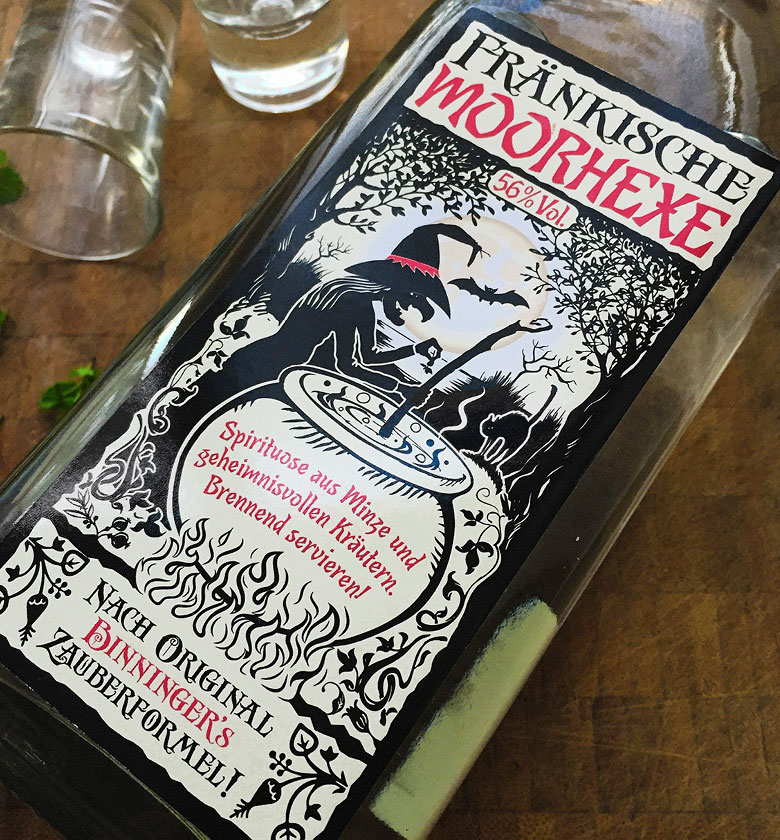 FRÄNKISCHE
MOORHEXE
56% Vol.
Spirituose aus Minze und
geheimnisvollen Kräutern.
Brennend servieren!
NACH ORIGINAL
BINNINGER'S
ZAUBERFORMEL!